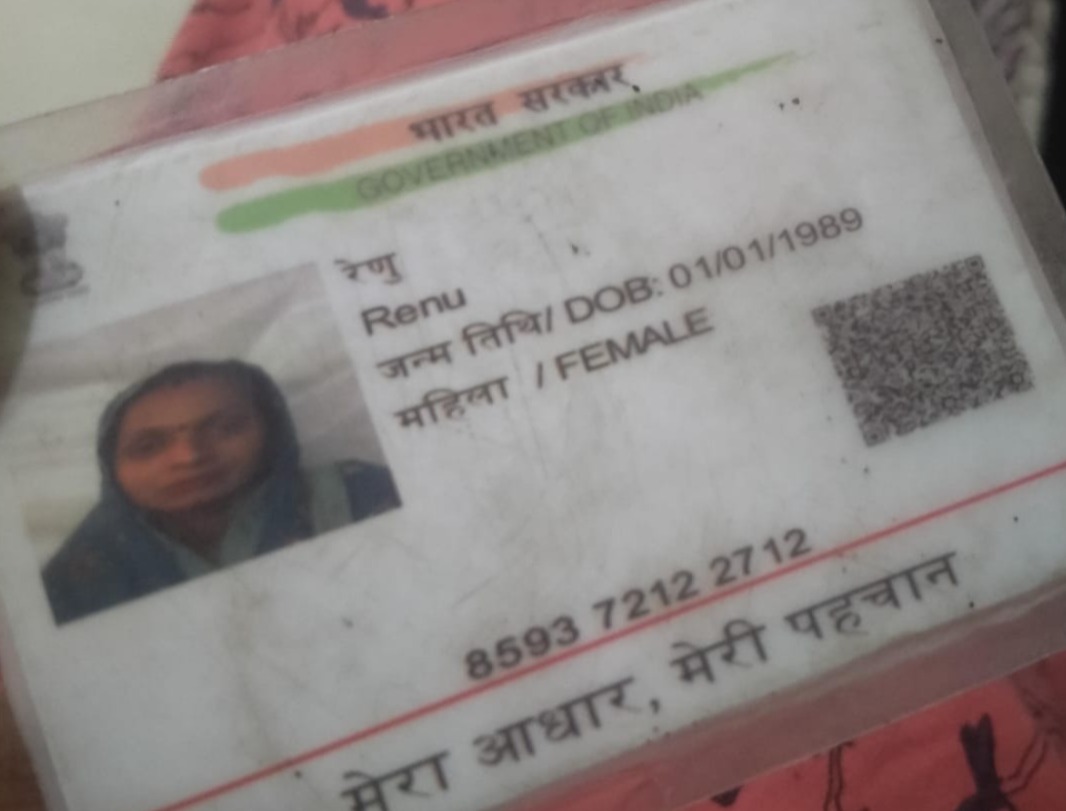 भारत सरकार
GOVERNMENT OF INDIA
रेणु
Renu
जन्म तिथि/ DOB: 01/01/1989
महिला / FEMALE
8593 7212 2712
मेरा आधार, मेरी पहचान